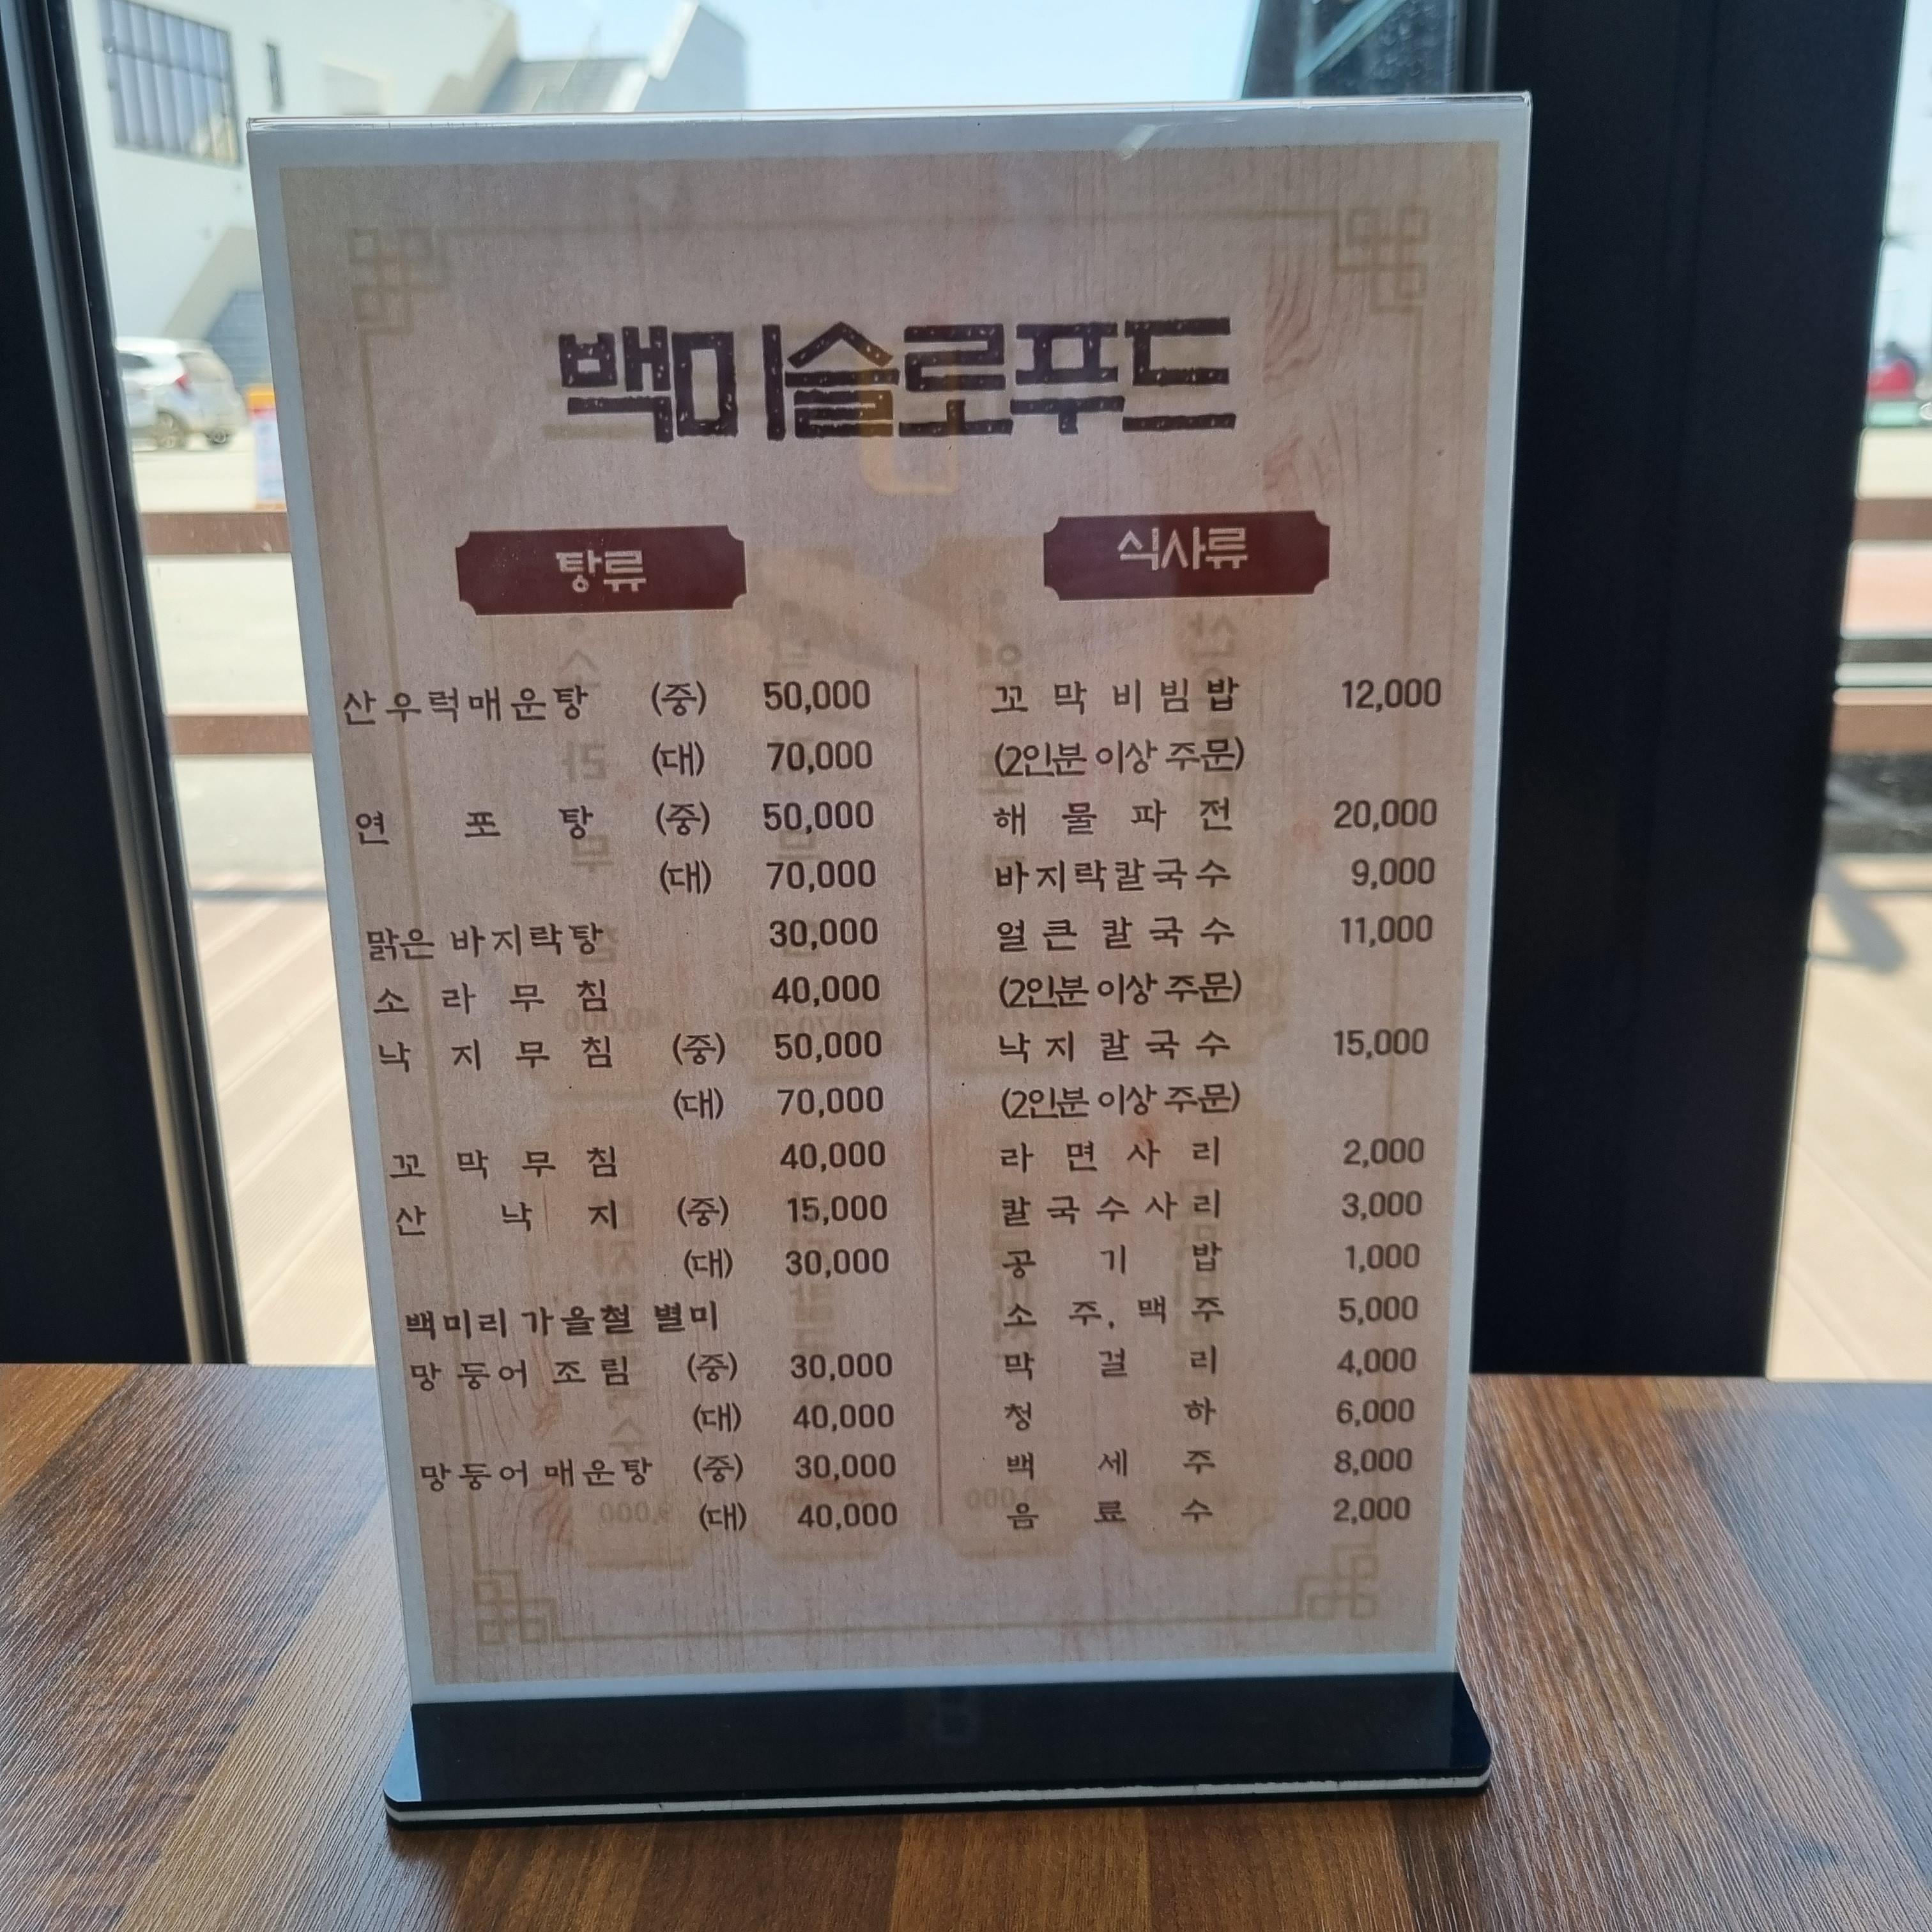 백미슬로푸드
탕류
산우럭매운탕 (중) 50,000
(대) 70,000
연포탕 (중) 50,000
(대) 70,000
맑은 바지락탕 30,000
소라무침 40,000
낙지무침 (중) 50,000
(대) 70,000
꼬막무침 40,000
산낙지 (중) 15,000
(대) 30,000
백미리 가을철 별미
망둥어 조림 (중) 30,000
(대) 40,000
망둥어 매운탕 (중) 30,000
(대) 40,000
식사류
꼬막비빔밥 12,000
(2인분 이상 주문)
해물파전 20,000
바지락칼국수 9,000
얼큰칼국수 11,000
(2인분 이상 주문)
낙지칼국수 15,000
(2인분 이상 주문)
라면사리 2,000
칼국수사리 3,000
공기밥 1,000
소주, 맥주 5,000
막걸리 4,000
청하 6,000
백세주 8,000
음료수 2,000